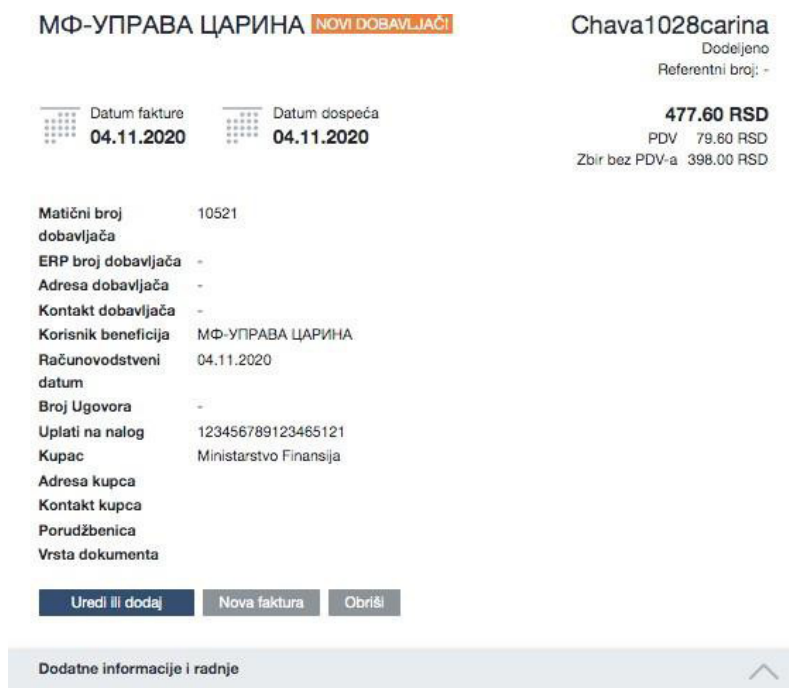 МФ-УПРАВА ЦАРИНА NOVI DOBAVLJAČ!
Chava1028carina
Dodeljeno
Referentni broj: -
Datum fakture
04.11.2020
Datum dospeća
04.11.2020
477.60 RSD
PDV 79.60 RSD
Zbir bez PDV-a 398.00 RSD
Matični broj
dobavljača
10521
ERP broj dobavljača -
Adresa dobavljača -
Kontakt dobavljača -
Korisnik beneficija МФ-УПРАВА ЦАРИНА
Računovodstveni
datum
04.11.2020
Broj Ugovora -
Uplati na nalog 123456789123465121
Kupac Ministarstvo Finansija
Adresa kupca
Kontakt kupca
Porudžbenica
Vrsta dokumenta
Uredi ili dodaj Nova faktura Obriši
Dodatne informacije i radnje